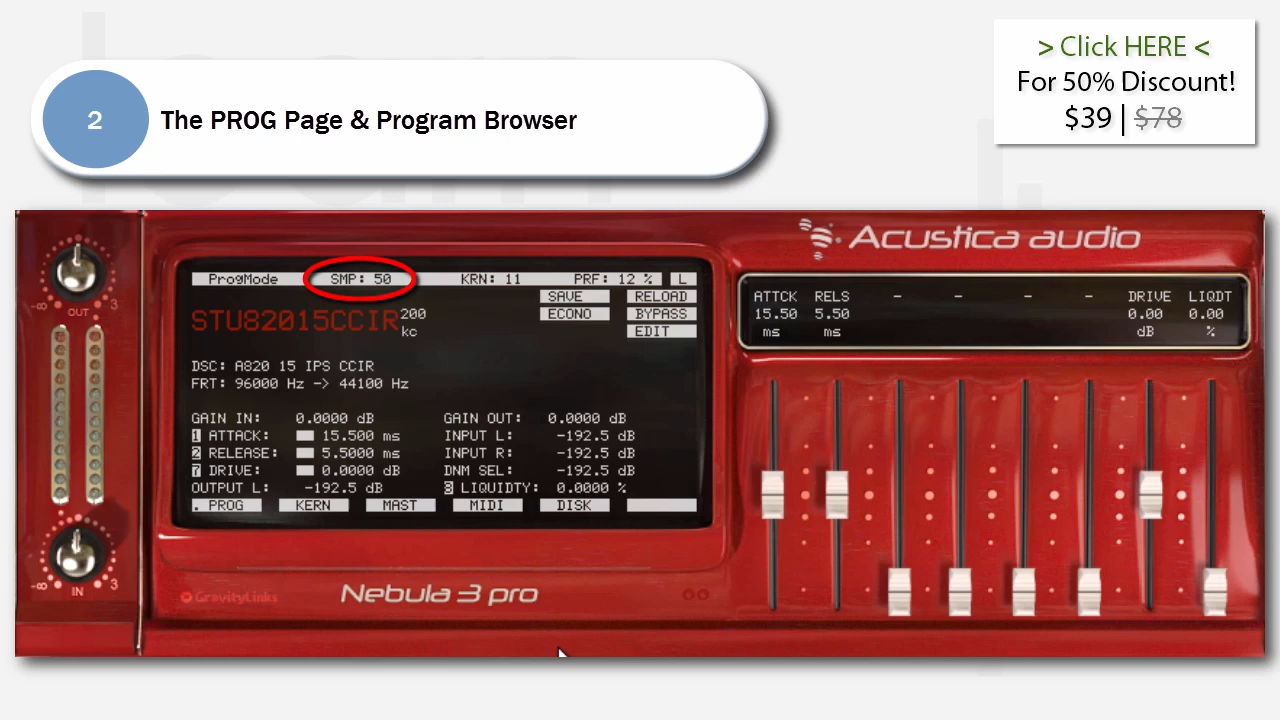 > Click HERE <
For 50% Discount!
$39 | $78
2
The PROG Page & Program Browser
Acustica audio
ProgMode SMP: 50 KRN: 11 PRF: 12 % L
SAVE RELOAD
STU82015CCIR 200 ECONO BYPASS
kc EDIT
DSC: A820 15 IPS CCIR
FRT: 96000 Hz -> 44100 Hz
GAIN IN: 0.0000 dB GAIN OUT: 0.0000 dB
1 ATTACK: 15.500 ms INPUT L: -192.5 dB
2 RELEASE: 5.5000 ms INPUT R: -192.5 dB
7 DRIVE: 0.0000 dB DNM SEL: -192.5 dB
OUTPUT L: -192.5 dB 8 LIQUIDTY: 0.0000 %
. PROG KERN MAST MIDI DISK
ATTCK RELS - - - - DRIVE LIQDT
15.50 5.50 0.00 0.00
ms ms dB %
-∞ 3
OUT
-∞ 3
IN
GravityLinks
Nebula 3 pro